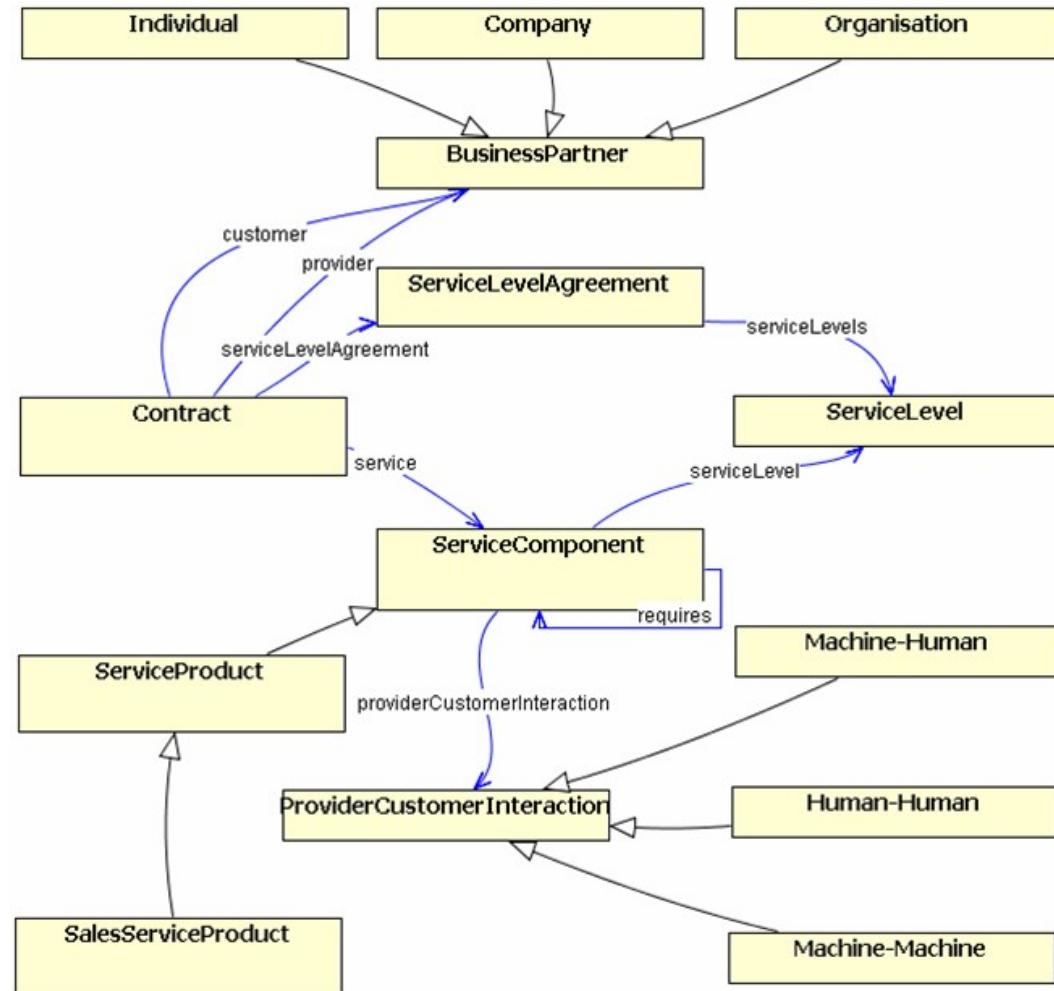 Individual
Company
Organisation
BusinessPartner
customer
provider
ServiceLevelAgreement
serviceLevels
serviceLevelAgreement
Contract
ServiceLevel
service
serviceLevel
ServiceComponent
requires
Machine-Human
ServiceProduct
providerCustomerInteraction
ProviderCustomerInteraction
Human-Human
SalesServiceProduct
Machine-Machine